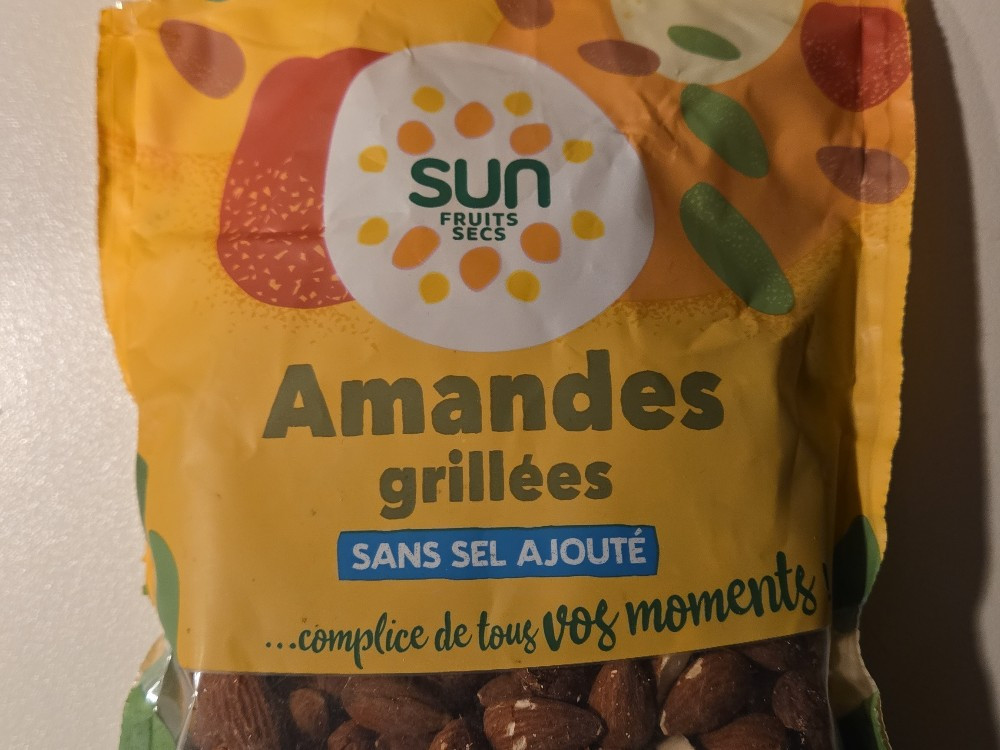 sun
FRUITS
SECS
Amandes
grillées
SANS SEL AJOUTÉ
...complice de tous vos moments !